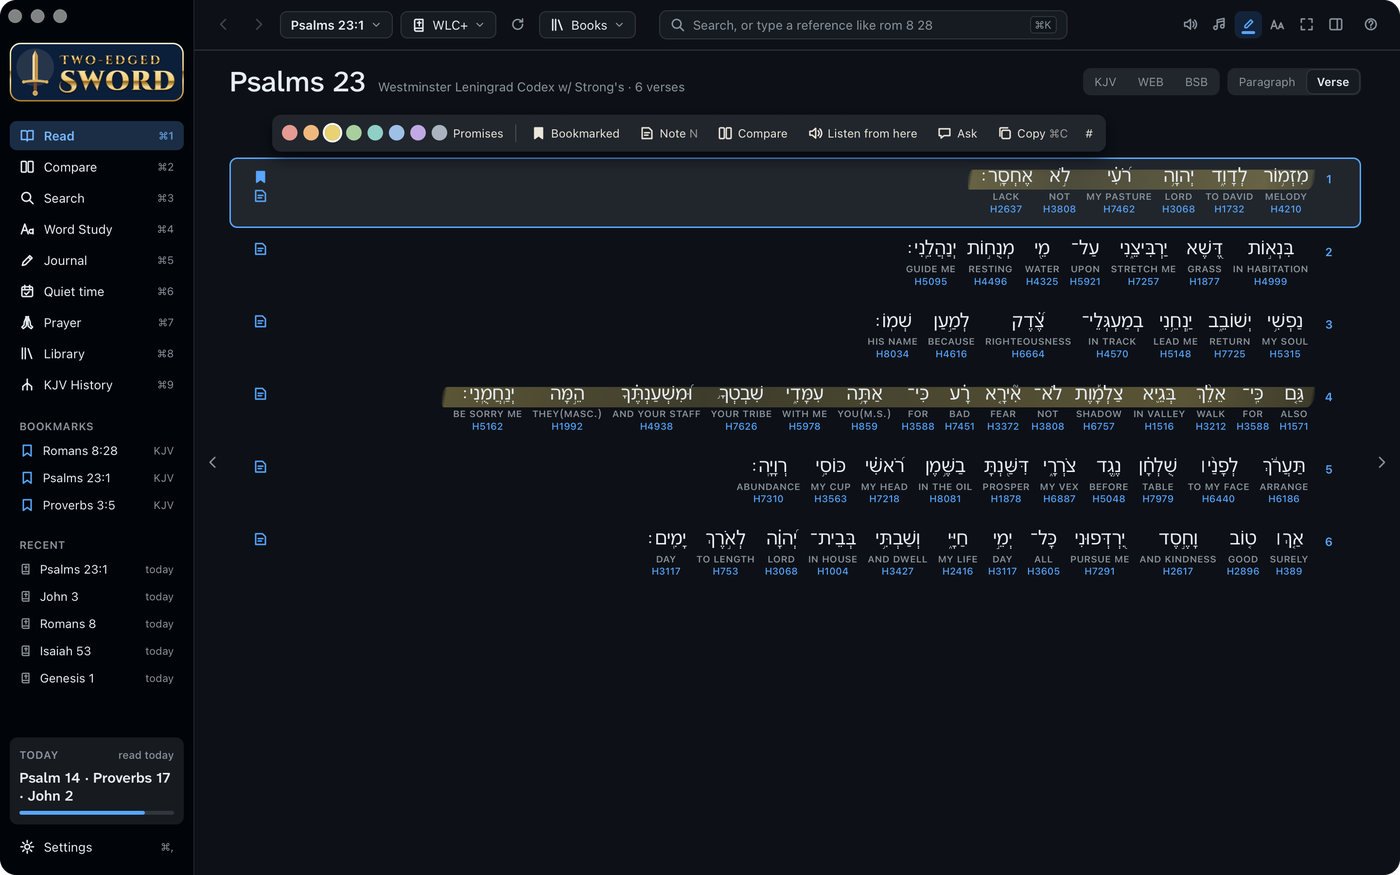 TWO-EDGED
SWORD
Read ⌘1
Compare ⌘2
Search ⌘3
Word Study ⌘4
Journal ⌘5
Quiet time ⌘6
Prayer ⌘7
Library ⌘8
KJV History ⌘9
BOOKMARKS
Romans 8:28 KJV
Psalms 23:1 KJV
Proverbs 3:5 KJV
RECENT
Psalms 23:1 today
John 3 today
Romans 8 today
Isaiah 53 today
Genesis 1 today
TODAY read today
Psalm 14 · Proverbs 17
· John 2
Settings ⌘,
Psalms 23:1 WLC+ Books Search, or type a reference like rom 8 28 ⌘K
Psalms 23 Westminster Leningrad Codex w/ Strong's · 6 verses KJV WEB BSB Paragraph Verse
Promises Bookmarked Note N Compare Listen from here Ask Copy ⌘C #
1 מִזְמ֥וֹר לְדָוִ֑ד יְהוָ֥ה רֹ֝עִ֗י לֹ֣א אֶחְסָֽר׃
LACK NOT MY PASTURE LORD TO DAVID MELODY
H2637 H3808 H7462 H3068 H1732 H4210
2 בִּנְא֣וֹת דֶּ֭שֶׁא יַרְבִּיצֵ֑נִי עַל־ מֵ֖י מְנֻח֣וֹת יְנַהֲלֵֽנִי׃
GUIDE ME RESTING WATER UPON STRETCH ME GRASS IN HABITATION
H5095 H4496 H4325 H5921 H7257 H1877 H4999
3 נַפְשִׁ֥י יְשׁוֹבֵ֑ב יַֽנְחֵ֥נִי בְמַעְגְּלֵי־ צֶ֝֗דֶק לְמַ֣עַן שְׁמֽוֹ׃
HIS NAME BECAUSE RIGHTEOUSNESS IN TRACK LEAD ME RETURN MY SOUL
H8034 H4616 H6664 H4570 H5148 H7725 H5315
4 גַּ֤ם כִּֽי־ אֵלֵ֨ךְ בְּגֵ֪יא צַלְמָ֡וֶת לֹא־ אִ֘ירָ֤א רָ֗ע כִּי־ אַתָּ֥ה עִמָּדִ֑י שִׁבְטְךָ֥ וּ֝מִשְׁעַנְתֶּ֗ךָ הֵ֣מָּה יְנַֽחֲמֻֽנִי׃
BE SORRY ME THEY(MASC.) AND YOUR STAFF YOUR TRIBE WITH ME YOU(M.S.) FOR BAD FEAR NOT SHADOW IN VALLEY WALK FOR ALSO
H5162 H1992 H4938 H7626 H5978 H859 H3588 H7451 H3372 H3808 H6757 H1516 H3212 H3588 H1571
5 תַּעֲרֹ֬ךְ לְפָנַ֨י ׀ שֻׁלְחָ֗ן נֶ֥גֶד צֹרְרָ֑י דִּשַּׁ֖נְתָּ בַשֶּׁ֥מֶן רֹ֝אשִׁ֗י כּוֹסִ֥י רְוָיָֽה׃
ABUNDANCE MY CUP MY HEAD IN THE OIL PROSPER MY VEX BEFORE TABLE TO MY FACE ARRANGE
H7310 H3563 H7218 H8081 H1878 H6887 H5048 H7979 H6440 H6186
6 אַ֤ךְ ׀ ט֤וֹב וָחֶ֣סֶד יִ֭רְדְּפוּנִי כָּל־ יְמֵ֣י חַיָּ֑י וְשַׁבְתִּ֥י בְּבֵית־ יְ֝הוָ֗ה לְאֹ֣רֶךְ יָמִֽים׃
DAY TO LENGTH LORD IN HOUSE AND DWELL MY LIFE DAY ALL PURSUE ME AND KINDNESS GOOD SURELY
H3117 H753 H3068 H1004 H3427 H2416 H3117 H3605 H7291 H2617 H2896 H389